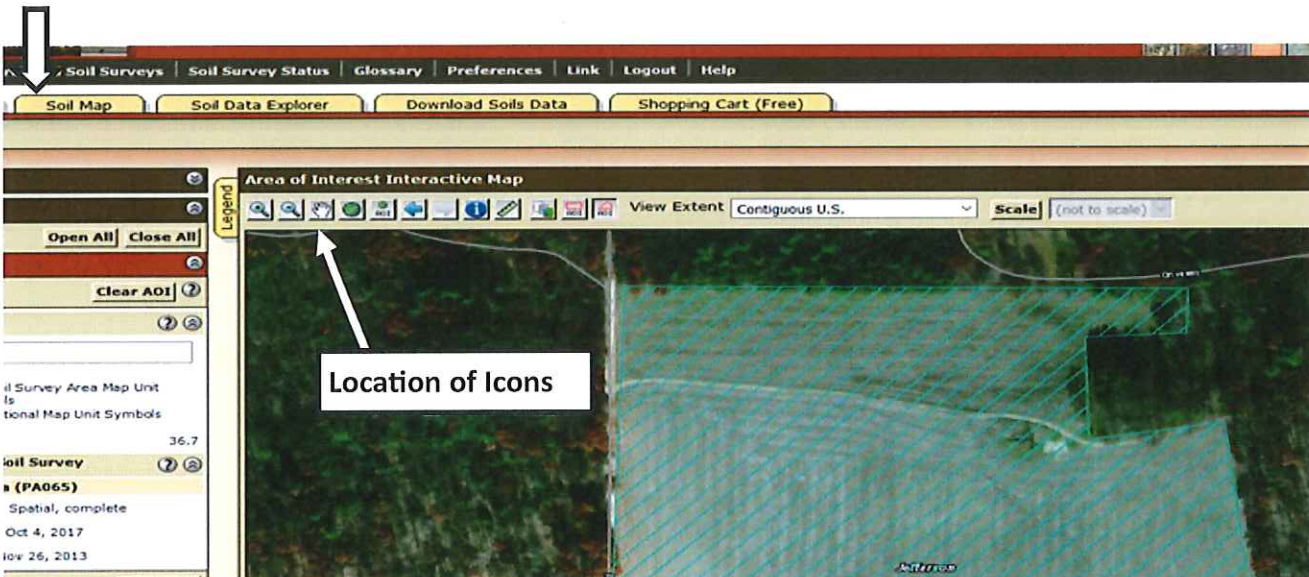 Soil Surveys | Soil Survey Status | Glossary | Preferences | Link | Logout | Help
Soil Map
Soil Data Explorer
Download Soils Data
Shopping Cart (Free)
Area of Interest Interactive Map
Legend
View Extent Contiguous U.S.
Scale (not to scale)
Open All Close All
Clear AOI
Location of Icons
il Survey Area Map Unit
ls
tional Map Unit Symbols
36.7
oil Survey
(PA065)
Spatial, complete
Oct 4, 2017
Nov 26, 2013
Jefferson